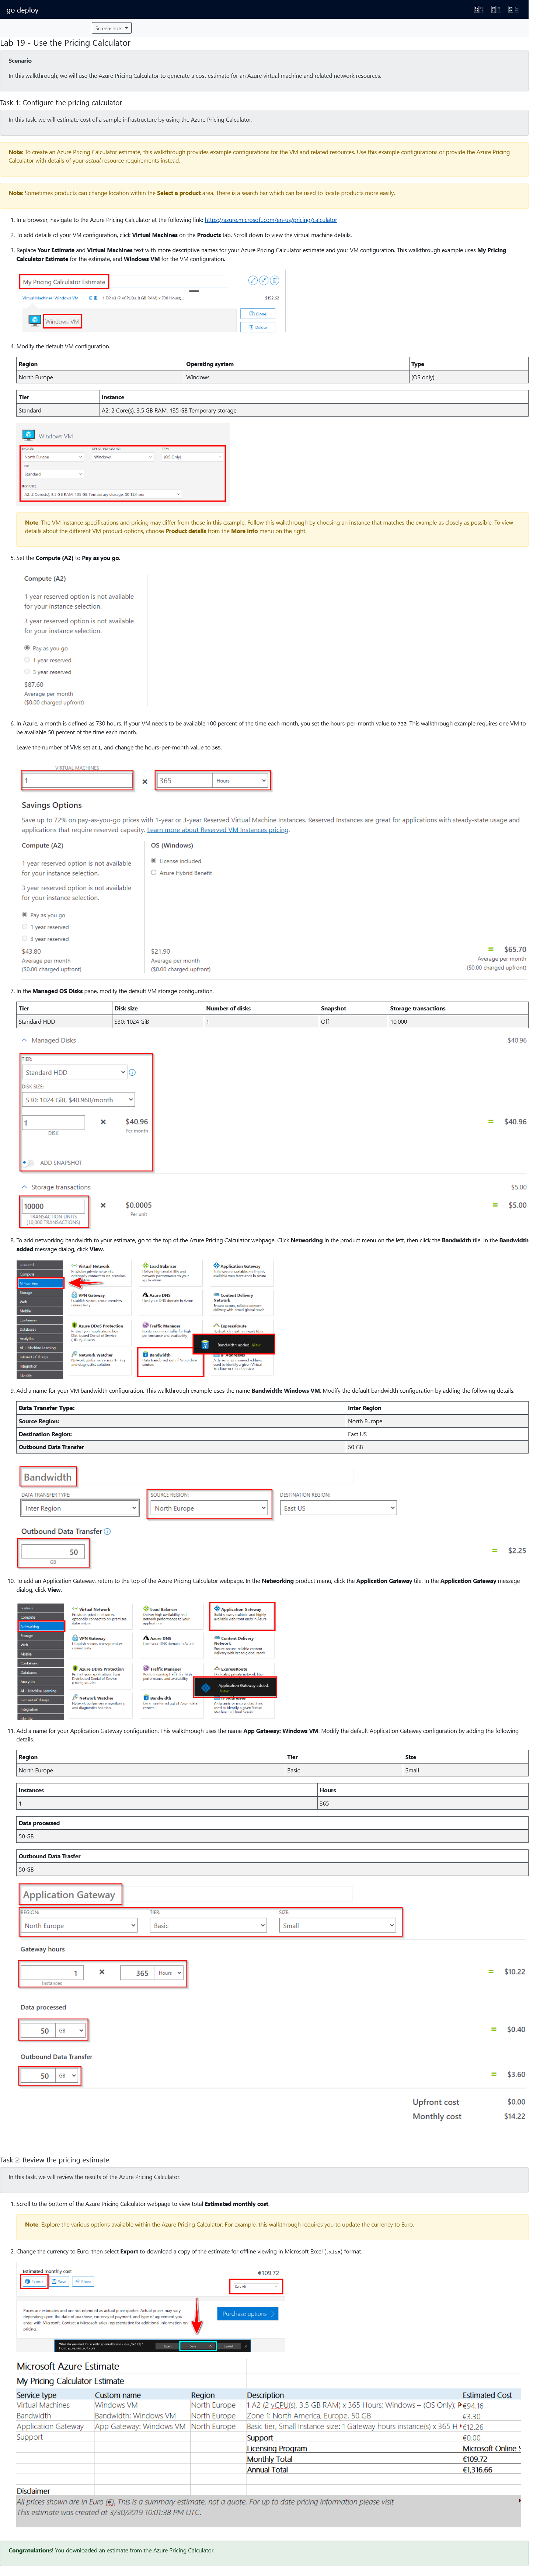 go deploy
Screenshots
Lab 19 - Use the Pricing Calculator
Scenario
In this walkthrough, we will use the Azure Pricing Calculator to generate a cost estimate for an Azure virtual machine and related network resources.
Task 1: Configure the pricing calculator
In this task, we will estimate cost of a sample infrastructure by using the Azure Pricing Calculator.
Note: To create an Azure Pricing Calculator estimate, this walkthrough provides example configurations for the VM and related resources. Use this example configurations or provide the Azure Pricing
Calculator with details of your actual resource requirements instead.
Note: Sometimes products can change location within the Select a product area. There is a search bar which can be used to locate products more easily.
1. In a browser, navigate to the Azure Pricing Calculator at the following link: https://azure.microsoft.com/en-us/pricing/calculator
2. To add details of your VM configuration, click Virtual Machines on the Products tab. Scroll down to view the virtual machine details.
3. Replace Your Estimate and Virtual Machines text with more descriptive names for your Azure Pricing Calculator estimate and your VM configuration. This walkthrough example uses My Pricing
Calculator Estimate for the estimate, and Windows VM for the VM configuration.
My Pricing Calculator Estimate
Virtual Machines: Windows VM
$152.62
Windows VM
Clone
Delete
4. Modify the default VM configuration.
Region Operating system Type
North Europe Windows (OS only)
Tier Instance
Standard A2: 2 Core(s), 3.5 GB RAM, 135 GB Temporary storage
Windows VM
North Europe Windows (OS Only)
Standard
A2: 2 Core(s), 3.5 GB RAM, 135 GB Temporary storage
Note: The VM instance specifications and pricing may differ from those in this example. Follow this walkthrough by choosing an instance that matches the example as closely as possible. To view
details about the different VM product options, choose Product details from the More info menu on the right.
5. Set the Compute (A2) to Pay as you go.
Compute (A2)
1 year reserved option is not available
for your instance selection.
3 year reserved option is not available
for your instance selection.
Pay as you go
1 year reserved
3 year reserved
$87.60
Average per month
($0.00 charged upfront)
6. In Azure, a month is defined as 730 hours. If your VM needs to be available 100 percent of the time each month, you set the hours-per-month value to 730. This walkthrough example requires one VM to
be available 50 percent of the time each month.
Leave the number of VMs set at 1, and change the hours-per-month value to 365.
VIRTUAL MACHINES
1 × 365 Hours
Savings Options
Save up to 72% on pay-as-you-go prices with 1-year or 3-year Reserved Virtual Machine Instances. Reserved Instances are great for applications with steady-state usage and
applications that require reserved capacity. Learn more about Reserved VM Instances pricing.
Compute (A2) OS (Windows)
1 year reserved option is not available
for your instance selection.
License included
Azure Hybrid Benefit
3 year reserved option is not available
for your instance selection.
Pay as you go
1 year reserved
3 year reserved
$43.80 $21.90 = $65.70
Average per month Average per month Average per month
($0.00 charged upfront) ($0.00 charged upfront) ($0.00 charged upfront)
7. In the Managed OS Disks pane, modify the default VM storage configuration.
Tier Disk size Number of disks Snapshot Storage transactions
Standard HDD S30: 1024 GiB 1 Off 10,000
Managed Disks $40.96
TIER:
Standard HDD
DISK SIZE:
S30: 1024 GiB, $40.960/month
1 × $40.96 = $40.96
DISK Per month
ADD SNAPSHOT
Storage transactions $5.00
10000 × $0.0005 = $5.00
TRANSACTION UNITS Per unit
(10,000 TRANSACTIONS)
8. To add networking bandwidth to your estimate, go to the top of the Azure Pricing Calculator webpage. Click Networking in the product menu on the left, then click the Bandwidth tile. In the Bandwidth
added message dialog, click View.
Featured
Compute
Networking
Storage
Web
Mobile
Containers
Databases
Analytics
AI + Machine Learning
Internet of Things
Integration
Identity
Virtual Network
Load Balancer
Application Gateway
VPN Gateway
Azure DNS
Content Delivery
Network
Azure DDoS Protection
Traffic Manager
ExpressRoute
Bandwidth added. View
Network Watcher
Bandwidth
9. Add a name for your VM bandwidth configuration. This walkthrough example uses the name Bandwidth: Windows VM. Modify the default bandwidth configuration by adding the following details.
Data Transfer Type: Inter Region
Source Region: North Europe
Destination Region: East US
Outbound Data Transfer 50 GB
Bandwidth
DATA TRANSFER TYPE: SOURCE REGION: DESTINATION REGION:
Inter Region North Europe East US
Outbound Data Transfer
50 = $2.25
GB
10. To add an Application Gateway, return to the top of the Azure Pricing Calculator webpage. In the Networking product menu, click the Application Gateway tile. In the Application Gateway message
dialog, click View.
Featured
Compute
Networking
Storage
Web
Mobile
Containers
Databases
Analytics
AI + Machine Learning
Internet of Things
Integration
Identity
Virtual Network
Load Balancer
Application Gateway
VPN Gateway
Azure DNS
Content Delivery
Network
Azure DDoS Protection
Traffic Manager
ExpressRoute
Application Gateway added.
View
Network Watcher
Bandwidth
11. Add a name for your Application Gateway configuration. This walkthrough uses the name App Gateway: Windows VM. Modify the default Application Gateway configuration by adding the following
details.
Region Tier Size
North Europe Basic Small
Instances Hours
1 365
Data processed
50 GB
Outbound Data Trasfer
50 GB
Application Gateway
REGION: TIER: SIZE:
North Europe Basic Small
Gateway hours
1 × 365 Hours = $10.22
Instances
Data processed
50 GB = $0.40
Outbound Data Transfer
50 GB = $3.60
Upfront cost $0.00
Monthly cost $14.22
Task 2: Review the pricing estimate
In this task, we will review the results of the Azure Pricing Calculator.
1. Scroll to the bottom of the Azure Pricing Calculator webpage to view total Estimated monthly cost.
Note: Explore the various options available within the Azure Pricing Calculator. For example, this walkthrough requires you to update the currency to Euro.
2. Change the currency to Euro, then select Export to download a copy of the estimate for offline viewing in Microsoft Excel (.xlsx) format.
Estimated monthly cost €109.72
Export Save Share
Purchase options
Microsoft Azure Estimate
My Pricing Calculator Estimate
Service type Custom name Region Description Estimated Cost
Virtual Machines Windows VM North Europe 1 A2 (2 vCPU(s), 3.5 GB RAM) x 365 Hours; Windows – (OS Only); €94.16
Bandwidth Bandwidth: Windows VM North Europe Zone 1: North America, Europe, 50 GB €3.30
Application Gateway App Gateway: Windows VM North Europe Basic tier, Small Instance size: 1 Gateway hours instance(s) x 365 H €12.26
Support Support €0.00
Licensing Program Microsoft Online S
Monthly Total €109.72
Annual Total €1,316.66
Disclaimer
All prices shown are in Euro (€). This is a summary estimate, not a quote. For up to date pricing information please visit
This estimate was created at 3/30/2019 10:01:38 PM UTC.
Congratulations! You downloaded an estimate from the Azure Pricing Calculator.